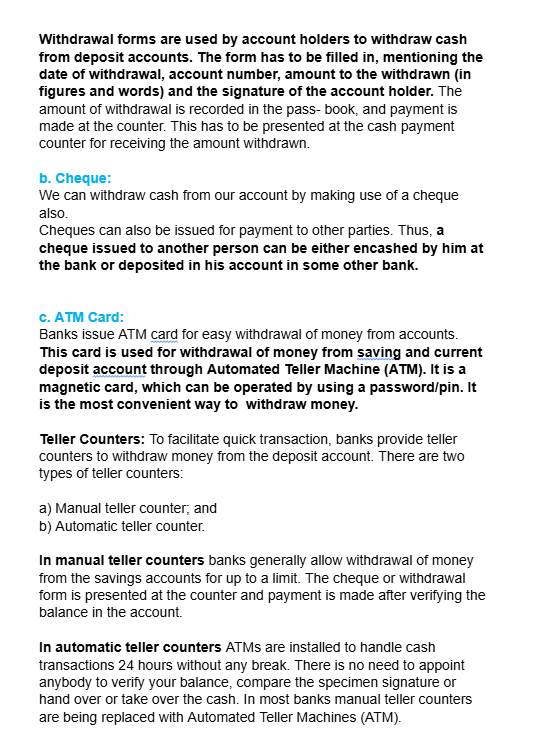 Withdrawal forms are used by account holders to withdraw cash
from deposit accounts. The form has to be filled in, mentioning the
date of withdrawal, account number, amount to the withdrawn (in
figures and words) and the signature of the account holder. The
amount of withdrawal is recorded in the pass- book, and payment is
made at the counter. This has to be presented at the cash payment
counter for receiving the amount withdrawn.
b. Cheque:
We can withdraw cash from our account by making use of a cheque
also.
Cheques can also be issued for payment to other parties. Thus, a
cheque issued to another person can be either encashed by him at
the bank or deposited in his account in some other bank.
c. ATM Card:
Banks issue ATM card for easy withdrawal of money from accounts.
This card is used for withdrawal of money from saving and current
deposit account through Automated Teller Machine (ATM). It is a
magnetic card, which can be operated by using a password/pin. It
is the most convenient way to  withdraw money.
Teller Counters: To facilitate quick transaction, banks provide teller
counters to withdraw money from the deposit account. There are two
types of teller counters:
a) Manual teller counter; and
b) Automatic teller counter.
In manual teller counters banks generally allow withdrawal of money
from the savings accounts for up to a limit. The cheque or withdrawal
form is presented at the counter and payment is made after verifying the
balance in the account.
In automatic teller counters ATMs are installed to handle cash
transactions 24 hours without any break. There is no need to appoint
anybody to verify your balance, compare the specimen signature or
hand over or take over the cash. In most banks manual teller counters
are being replaced with Automated Teller Machines (ATM).